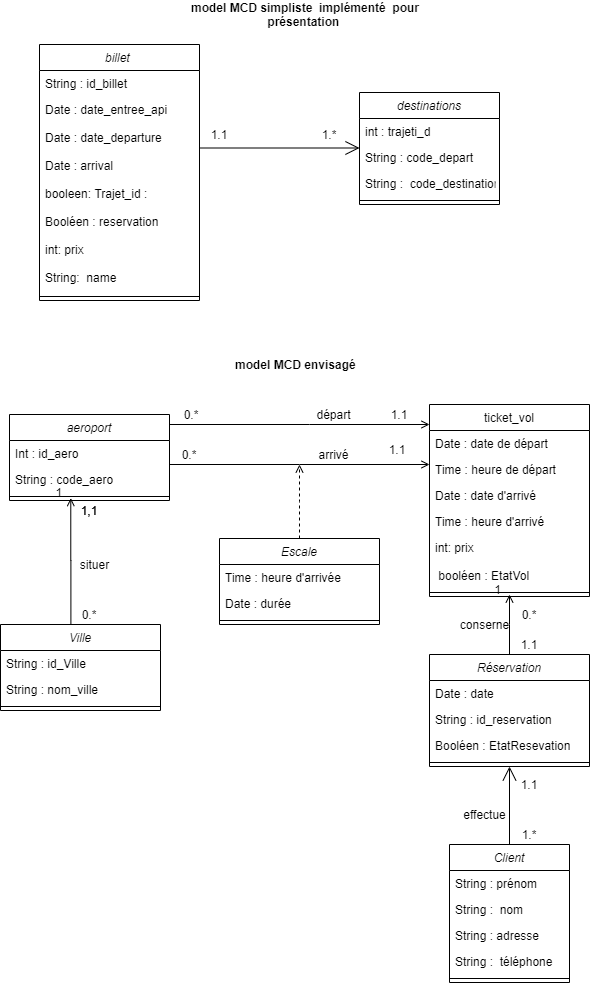 model MCD simpliste implémenté pour
présentation
billet
String : id_billet
Date : date_entree_api
Date : date_departure
Date : arrival
booleen: Trajet_id :
Booléen : reservation
int: prix
String: name
1.1
1.*
destinations
int : trajeti_d
String : code_depart
String : code_destination
model MCD envisagé
aeroport
Int : id_aero
String : code_aero
1
1,1
0.*
départ
1.1
0.*
arrivé
1.1
ticket_vol
Date : date de départ
Time : heure de départ
Date : date d'arrivé
Time : heure d'arrivé
int: prix
booléen : EtatVol
1
Escale
Time : heure d'arrivée
Date : durée
situer
0.*
Ville
String : id_Ville
String : nom_ville
0.*
conserne
1.1
Réservation
Date : date
String : id_reservation
Booléen : EtatResevation
1.1
effectue
1.*
Client
String : prénom
String : nom
String : adresse
String : téléphone